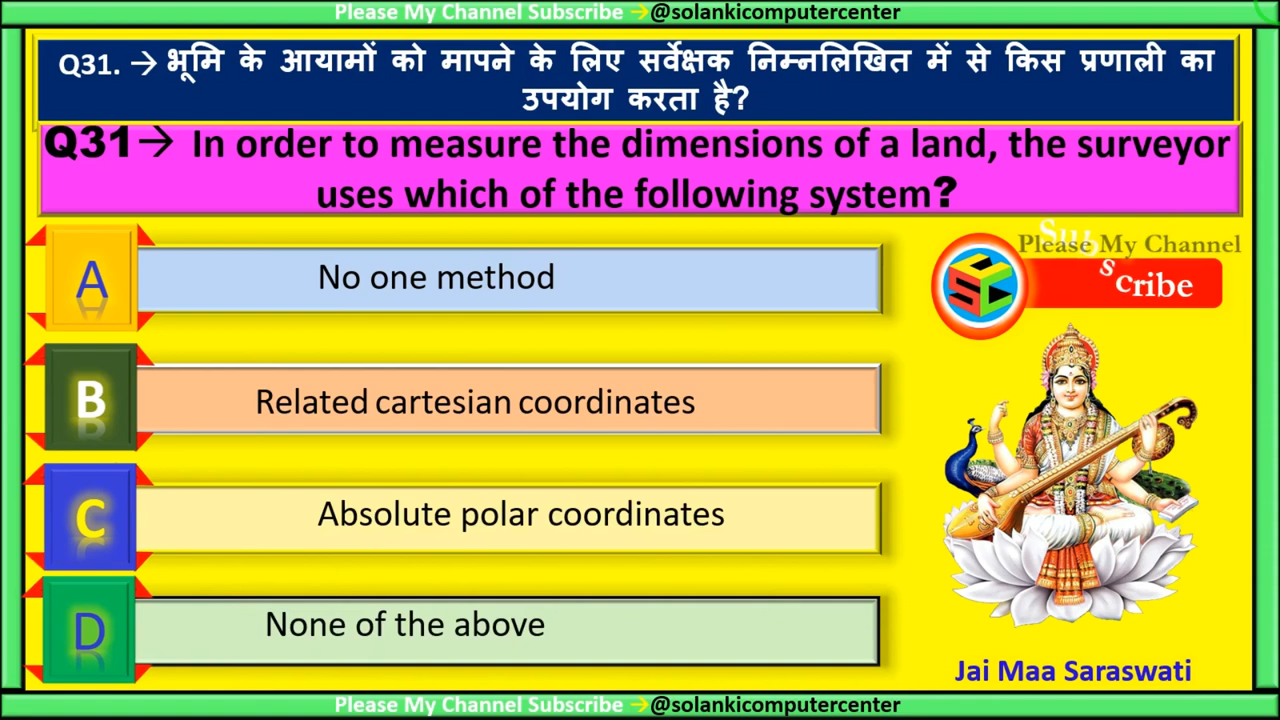 Please My Channel Subscribe →@solankicomputercenter
Q31. → भूमि के आयामों को मापने के लिए सर्वेक्षक निम्नलिखित में से किस प्रणाली का
उपयोग करता है?
Q31→ In order to measure the dimensions of a land, the surveyor
uses which of the following system?
A No one method
B Related cartesian coordinates
C Absolute polar coordinates
D None of the above
Please My Channel
Subscribe
Jai Maa Saraswati
Please My Channel Subscribe →@solankicomputercenter